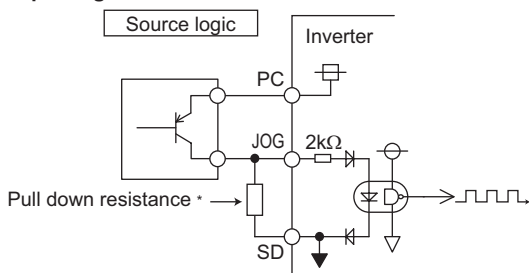 Source logic
Inverter
PC
JOG
2kΩ
Pull down resistance *
SD